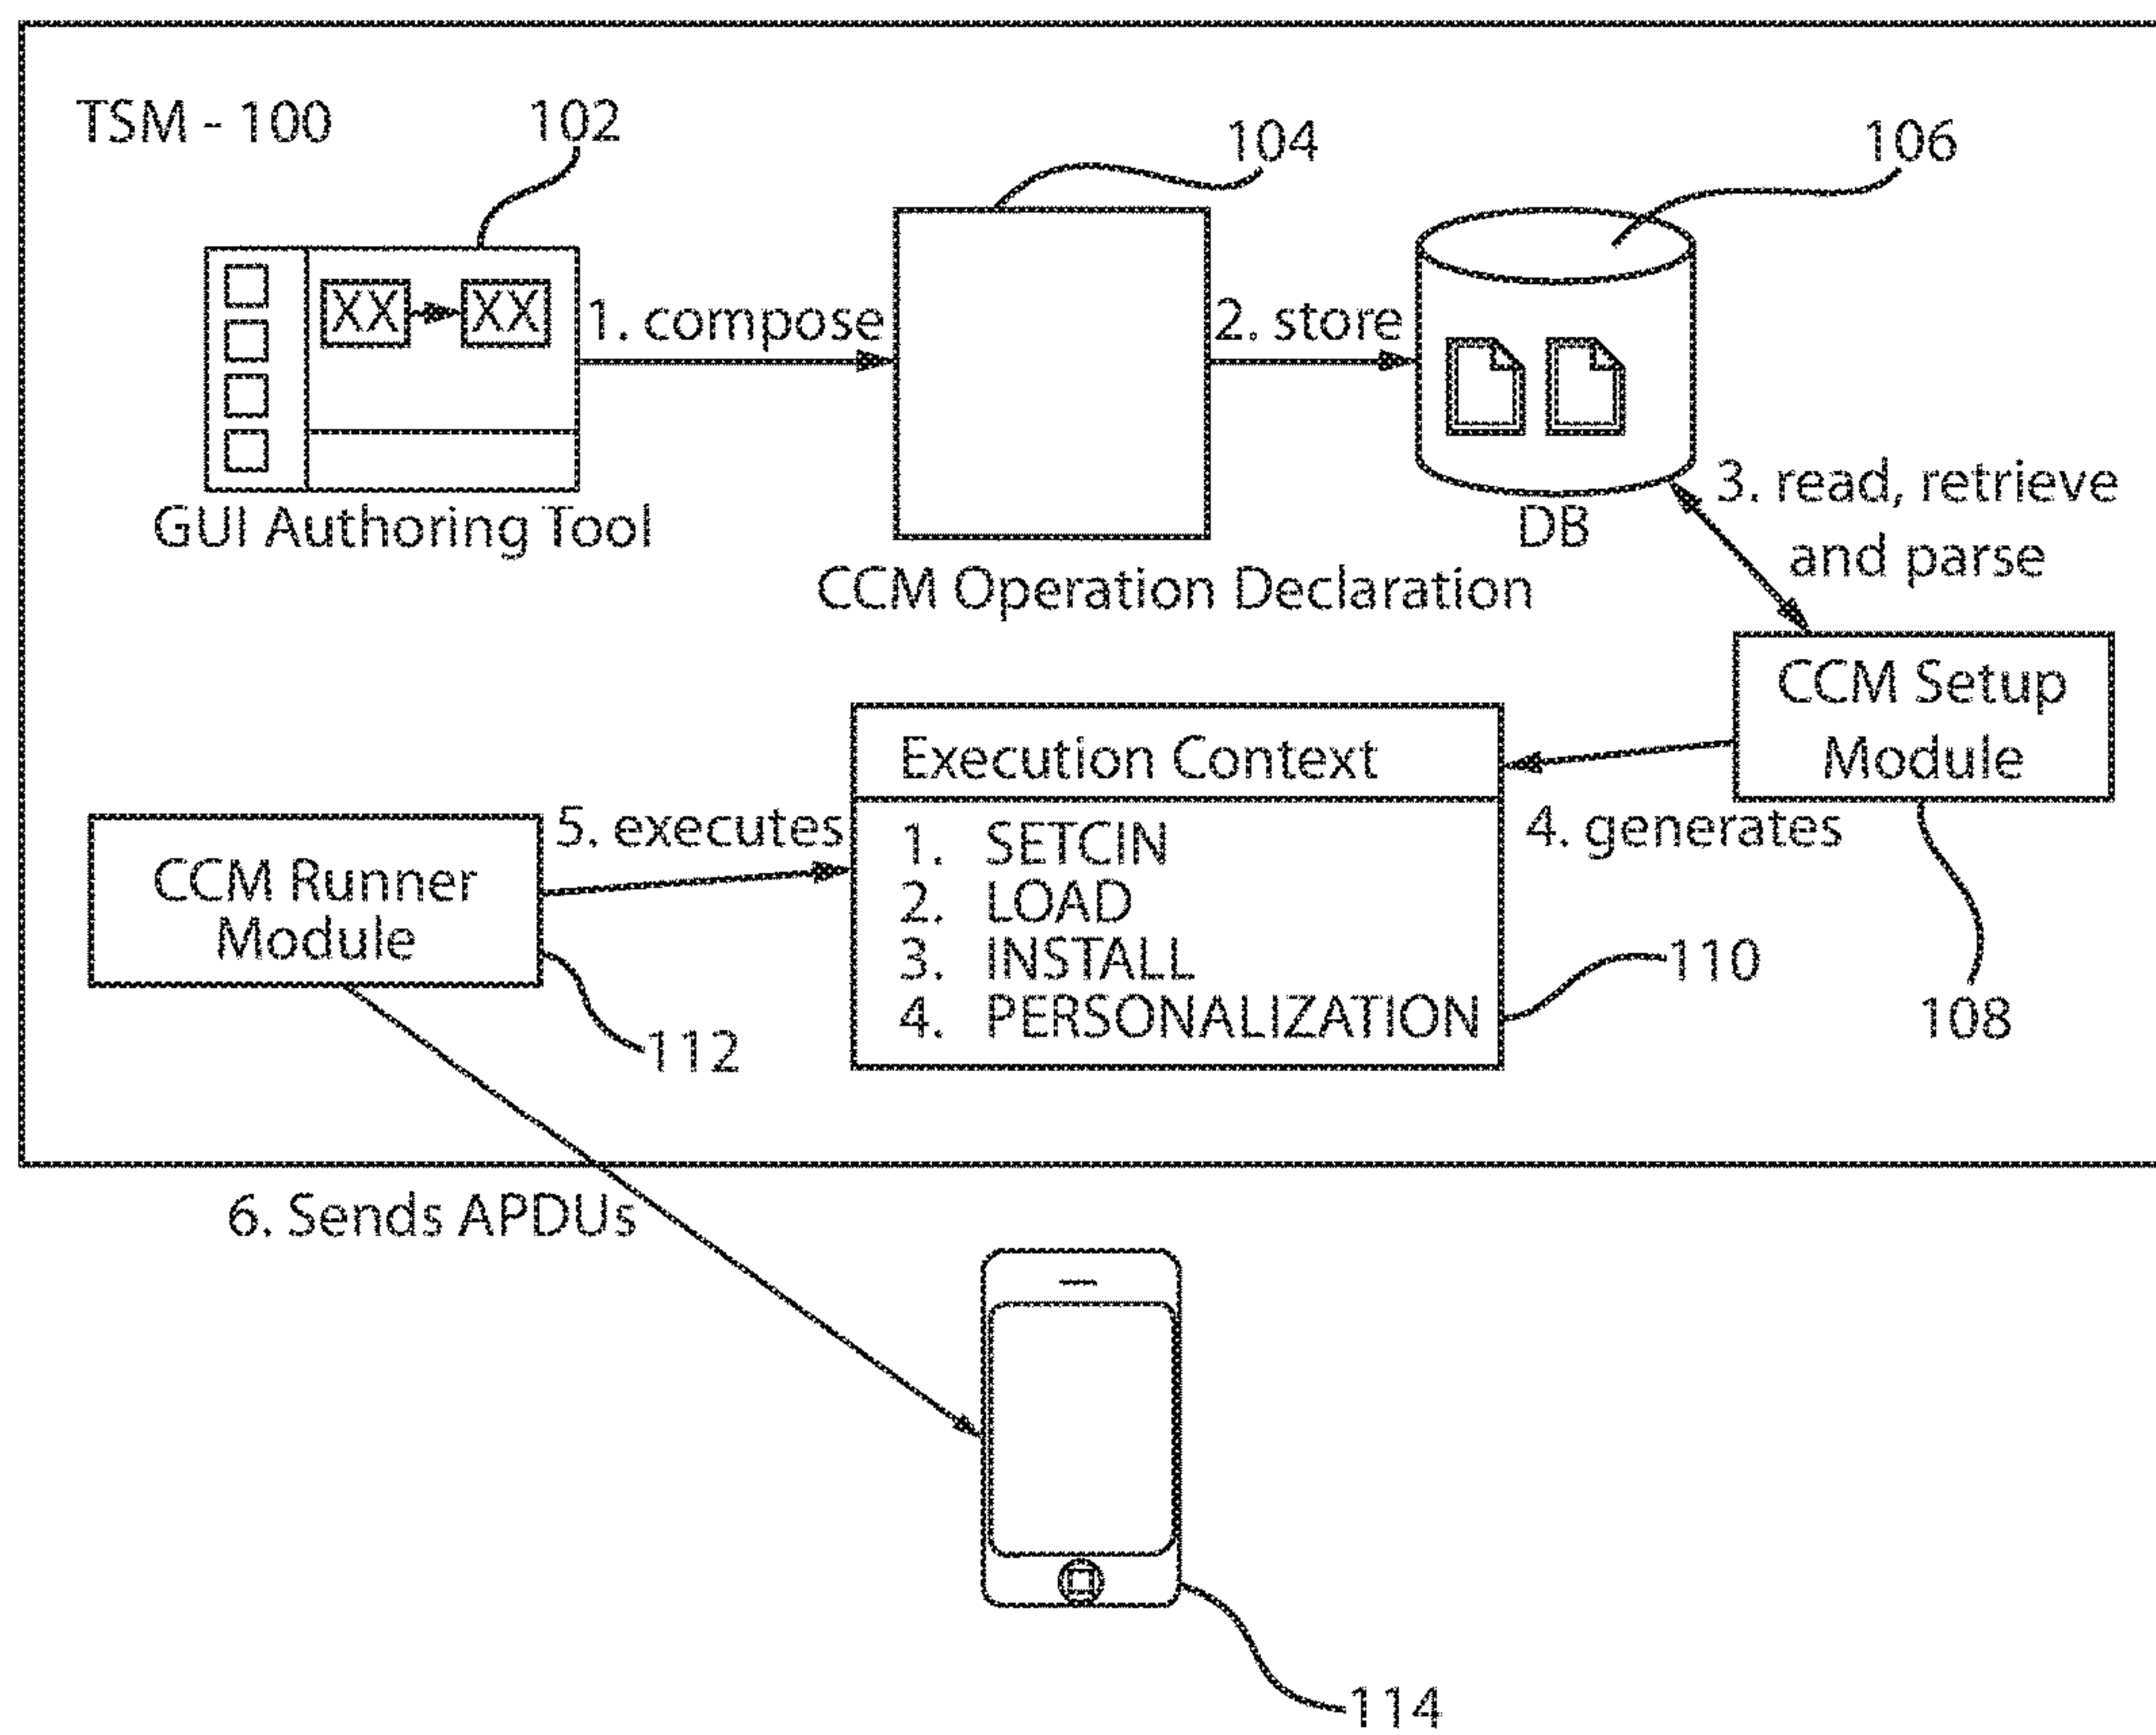 TSM - 100
102
104
106
XX
XX
1. compose
2. store
GUI Authoring Tool
CCM Operation Declaration
DB
3. read, retrieve
and parse
CCM Setup
Module
108
4. generates
Execution Context
1. SETCIN
2. LOAD
3. INSTALL
4. PERSONALIZATION
110
5. executes
CCM Runner
Module
112
6. Sends APDUs
114